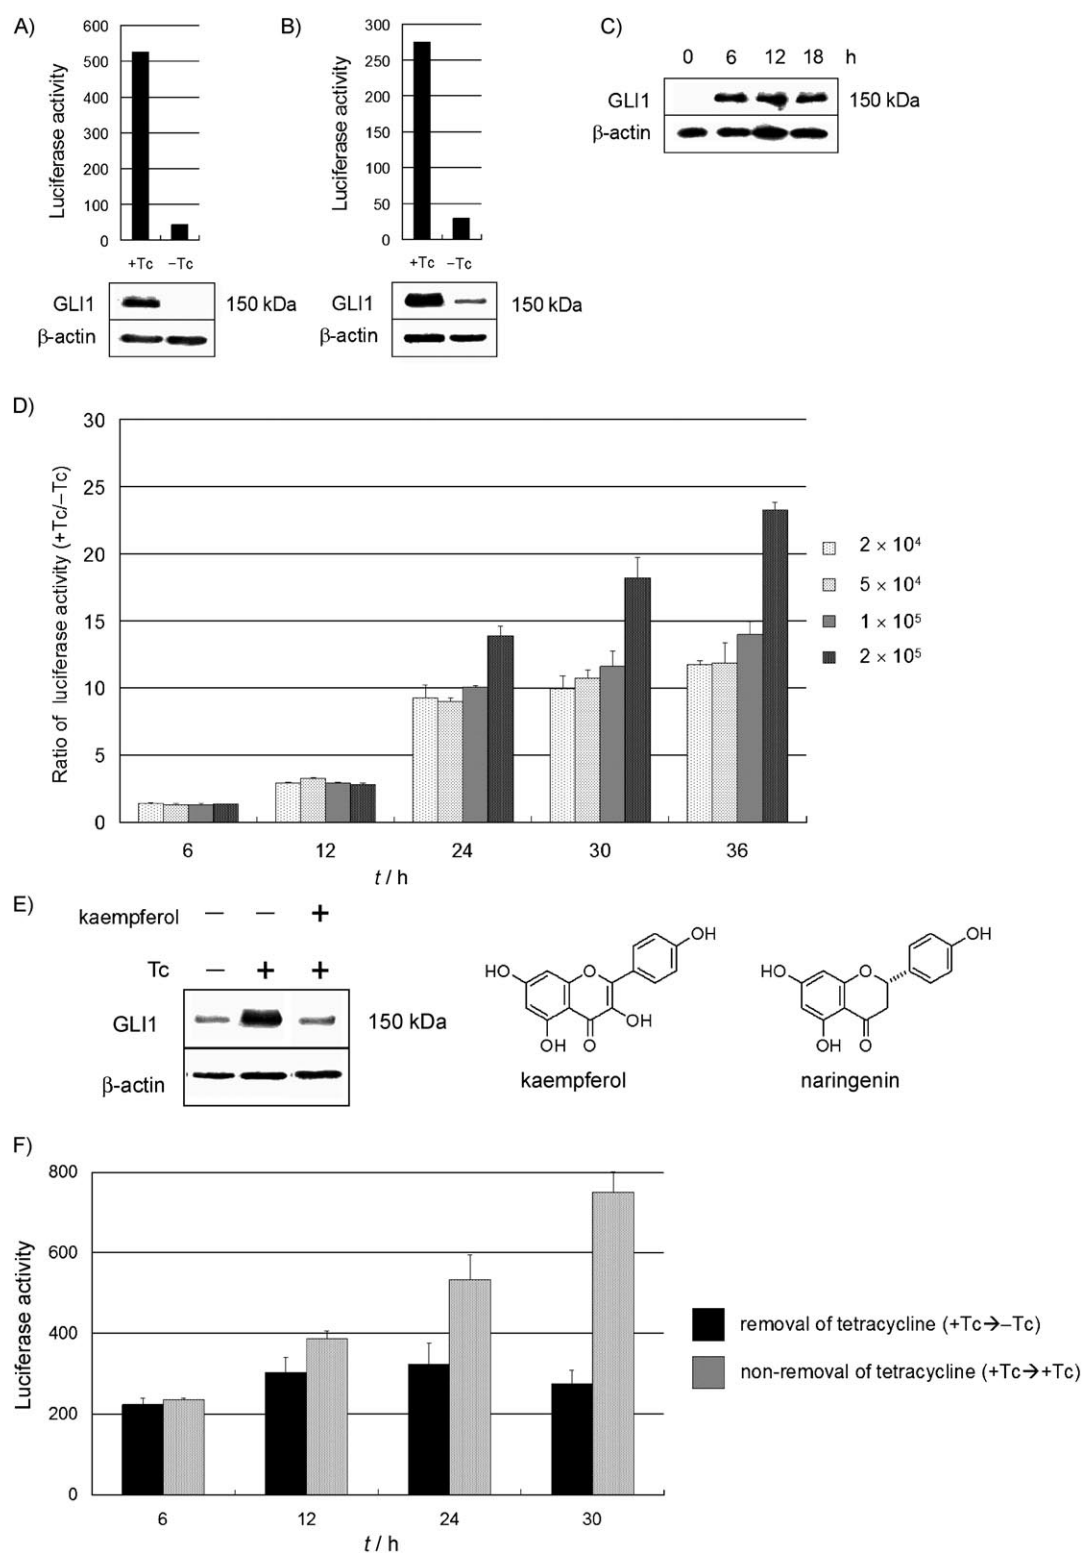 A)
Luciferase activity
600
500
400
300
200
100
0
+Tc −Tc
GLI1 150 kDa
β-actin
B)
Luciferase activity
300
250
200
150
100
50
0
+Tc −Tc
GLI1 150 kDa
β-actin
C)
0 6 12 18 h
GLI1 150 kDa
β-actin
D)
Ratio of luciferase activity (+Tc/−Tc)
30
25
20
15
10
5
0
6 12 24 30 36
t / h
2 × 10⁴
5 × 10⁴
1 × 10⁵
2 × 10⁵
E)
kaempferol − − +
Tc − + +
GLI1 150 kDa
β-actin
HO O OH OH OH O
kaempferol
HO O OH OH O
naringenin
F)
Luciferase activity
800
600
400
200
0
6 12 24 30
t / h
removal of tetracycline (+Tc→−Tc)
non-removal of tetracycline (+Tc→+Tc)